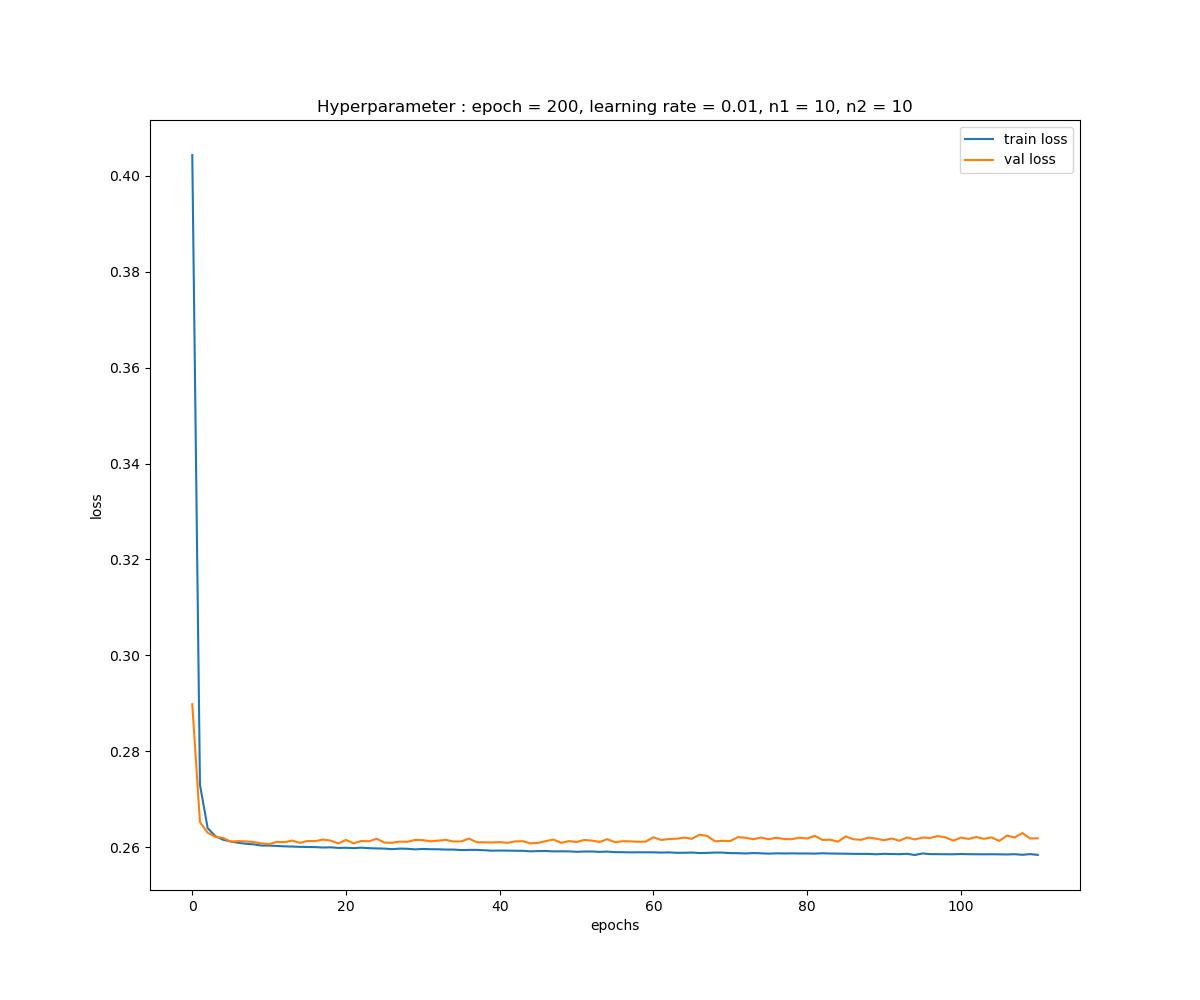 Hyperparameter : epoch = 200, learning rate = 0.01, n1 = 10, n2 = 10
train loss
val loss
0.40
0.38
0.36
0.34
0.32
0.30
0.28
0.26
loss
0 20 40 60 80 100
epochs